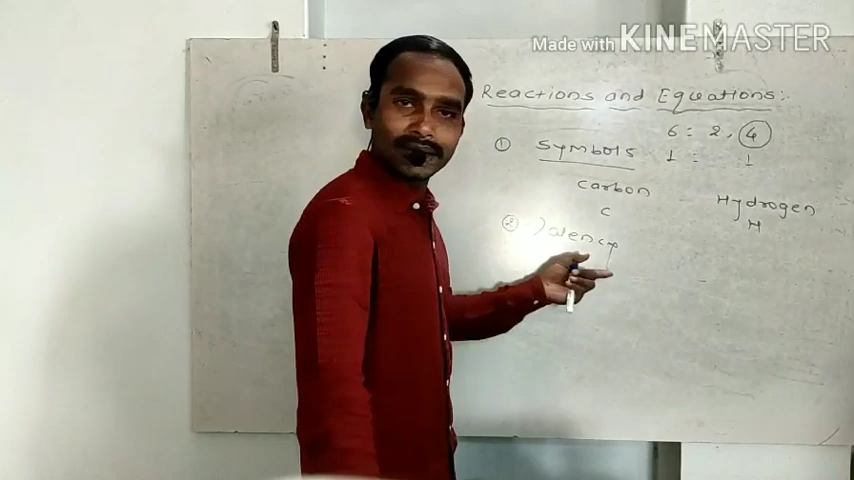 Made with KINEMASTER
Reactions and Equations:
6 = 2, 4
① Symbols 1 = 1
Carbon Hydrogen
C H
② Valency